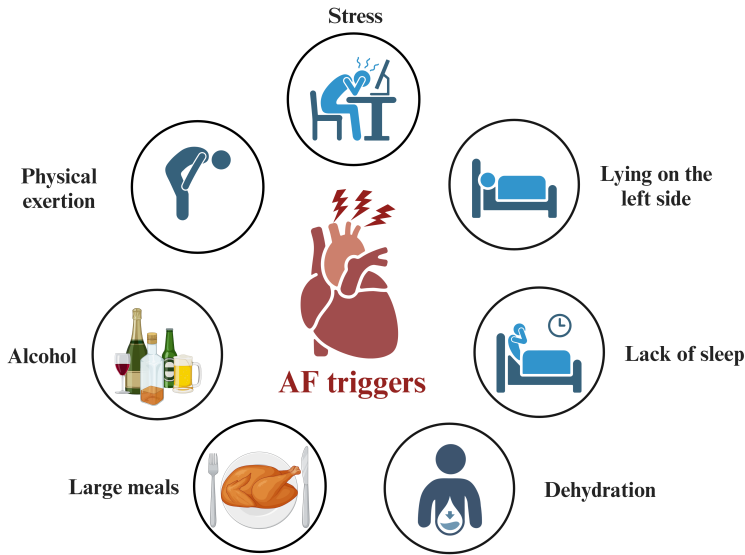 Stress
Physical
exertion
Lying on the
left side
Alcohol
Lack of sleep
AF triggers
Large meals
Dehydration